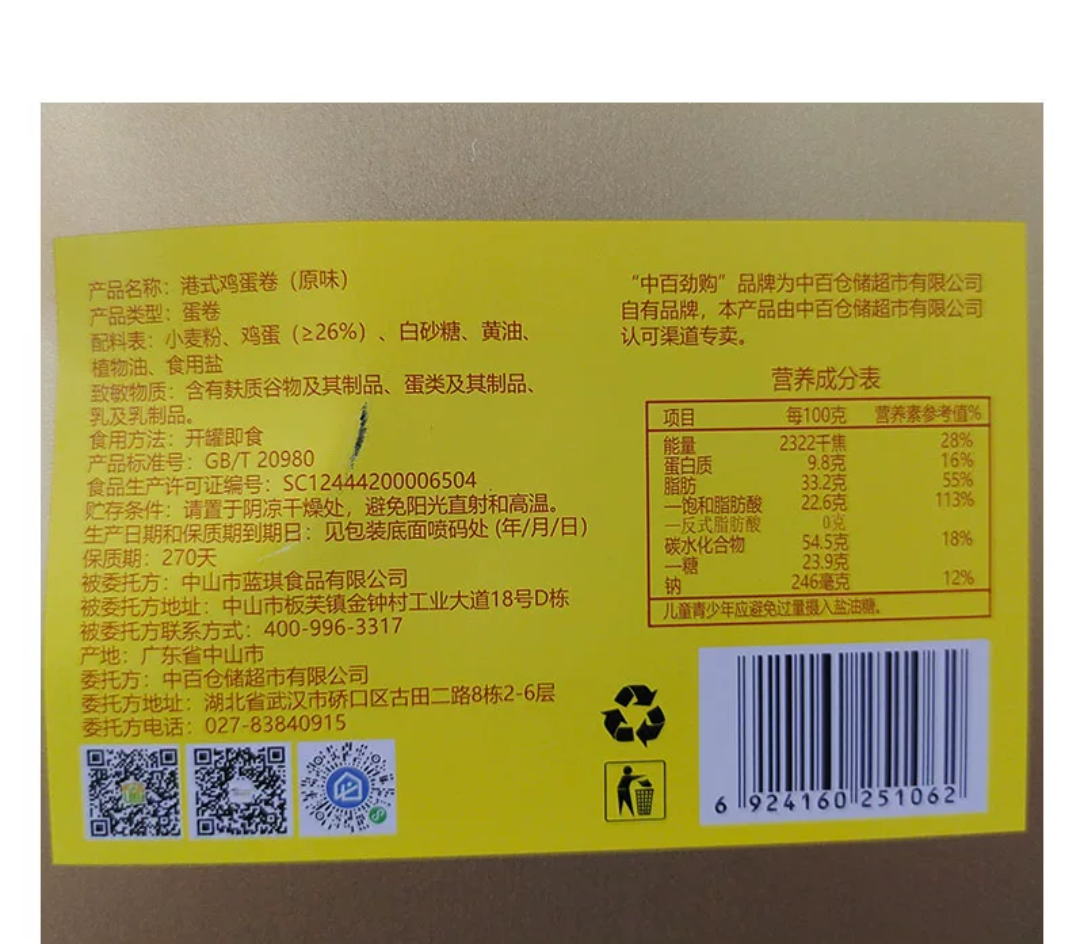 产品名称：港式鸡蛋卷（原味）
产品类型：蛋卷
配料表：小麦粉、鸡蛋（≥26%）、白砂糖、黄油、
植物油、食用盐
致敏物质：含有麸质谷物及其制品、蛋类及其制品、
乳及乳制品。
食用方法：开罐即食
产品标准号：GB/T 20980
食品生产许可证编号：SC12444200006504
贮存条件：请置于阴凉干燥处，避免阳光直射和高温。
生产日期和保质期到期日：见包装底面喷码处 (年/月/日)
保质期：270天
被委托方：中山市蓝琪食品有限公司
被委托方地址：中山市板芙镇金钟村工业大道18号D栋
被委托方联系方式：400-996-3317
产地：广东省中山市
委托方：中百仓储超市有限公司
委托方地址：湖北省武汉市硚口区古田二路8栋2-6层
委托方电话：027-83840915
“中百劲购”品牌为中百仓储超市有限公司
自有品牌，本产品由中百仓储超市有限公司
认可渠道专卖。
营养成分表
项目 每100克 营养素参考值%
能量 2322千焦 28%
蛋白质 9.8克 16%
脂肪 33.2克 55%
—饱和脂肪酸 22.6克 113%
—反式脂肪酸 0克
碳水化合物 54.5克 18%
—糖 23.9克
钠 246毫克 12%
儿童青少年应避免过量摄入盐油糖。
6 924160 251062